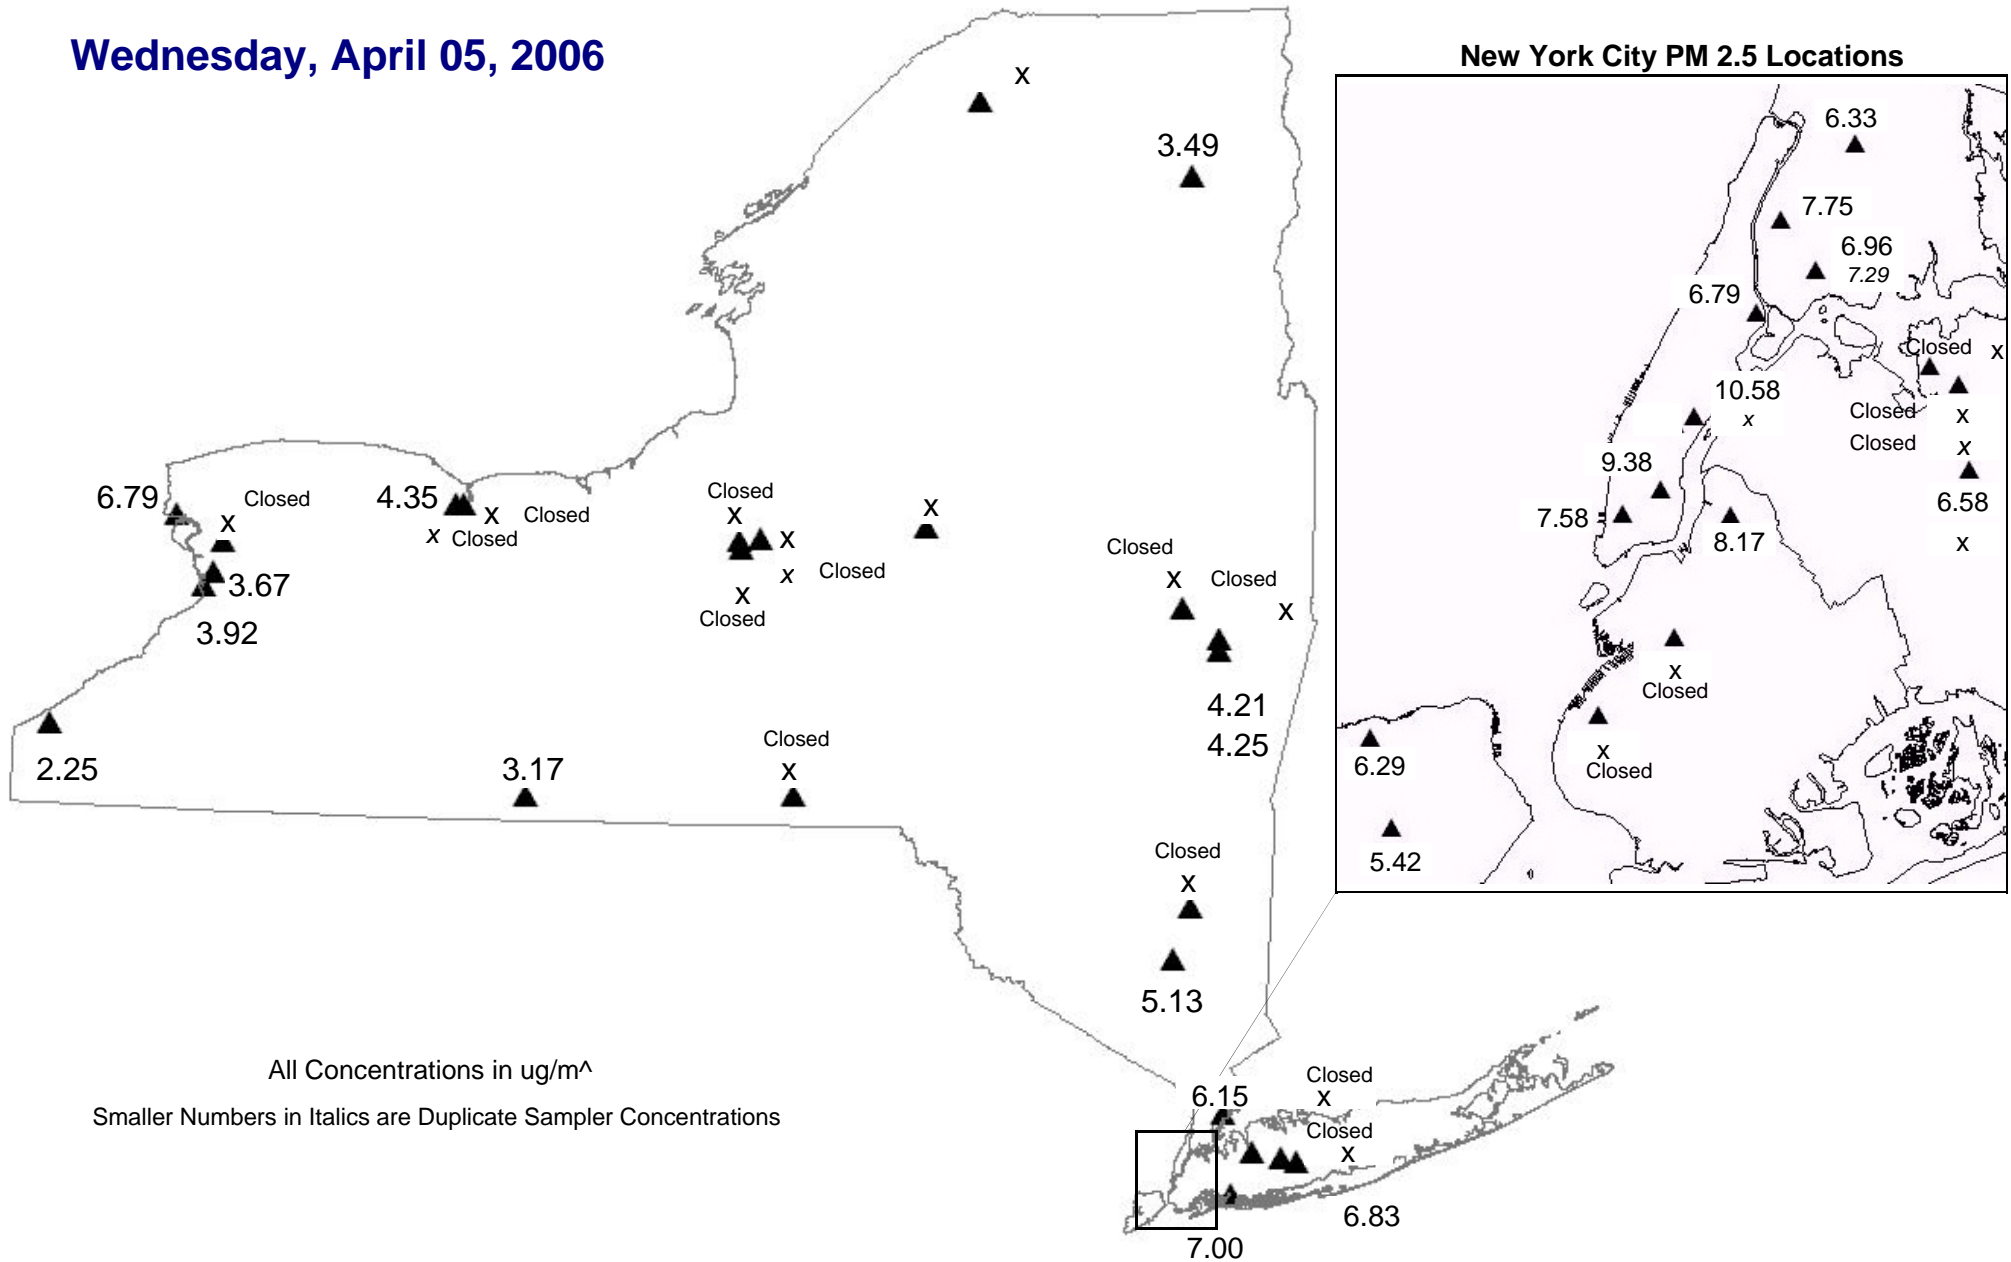 Wednesday, April 05, 2006
New York City PM 2.5 Locations
x
3.49
6.79
Closed
x
3.67
3.92
2.25
4.35
x
Closed
x
Closed
Closed
x
x
x
Closed
x
Closed
x
3.17
Closed
x
Closed
x
Closed
x
4.21
4.25
Closed
x
5.13
6.15
Closed
x
Closed
x
6.83
7.00
6.33
7.75
6.96
7.29
6.79
Closed
x
10.58
x
Closed
x
Closed
x
9.38
6.58
7.58
8.17
x
x
Closed
x
Closed
6.29
5.42
All Concentrations in ug/m^
Smaller Numbers in Italics are Duplicate Sampler Concentrations